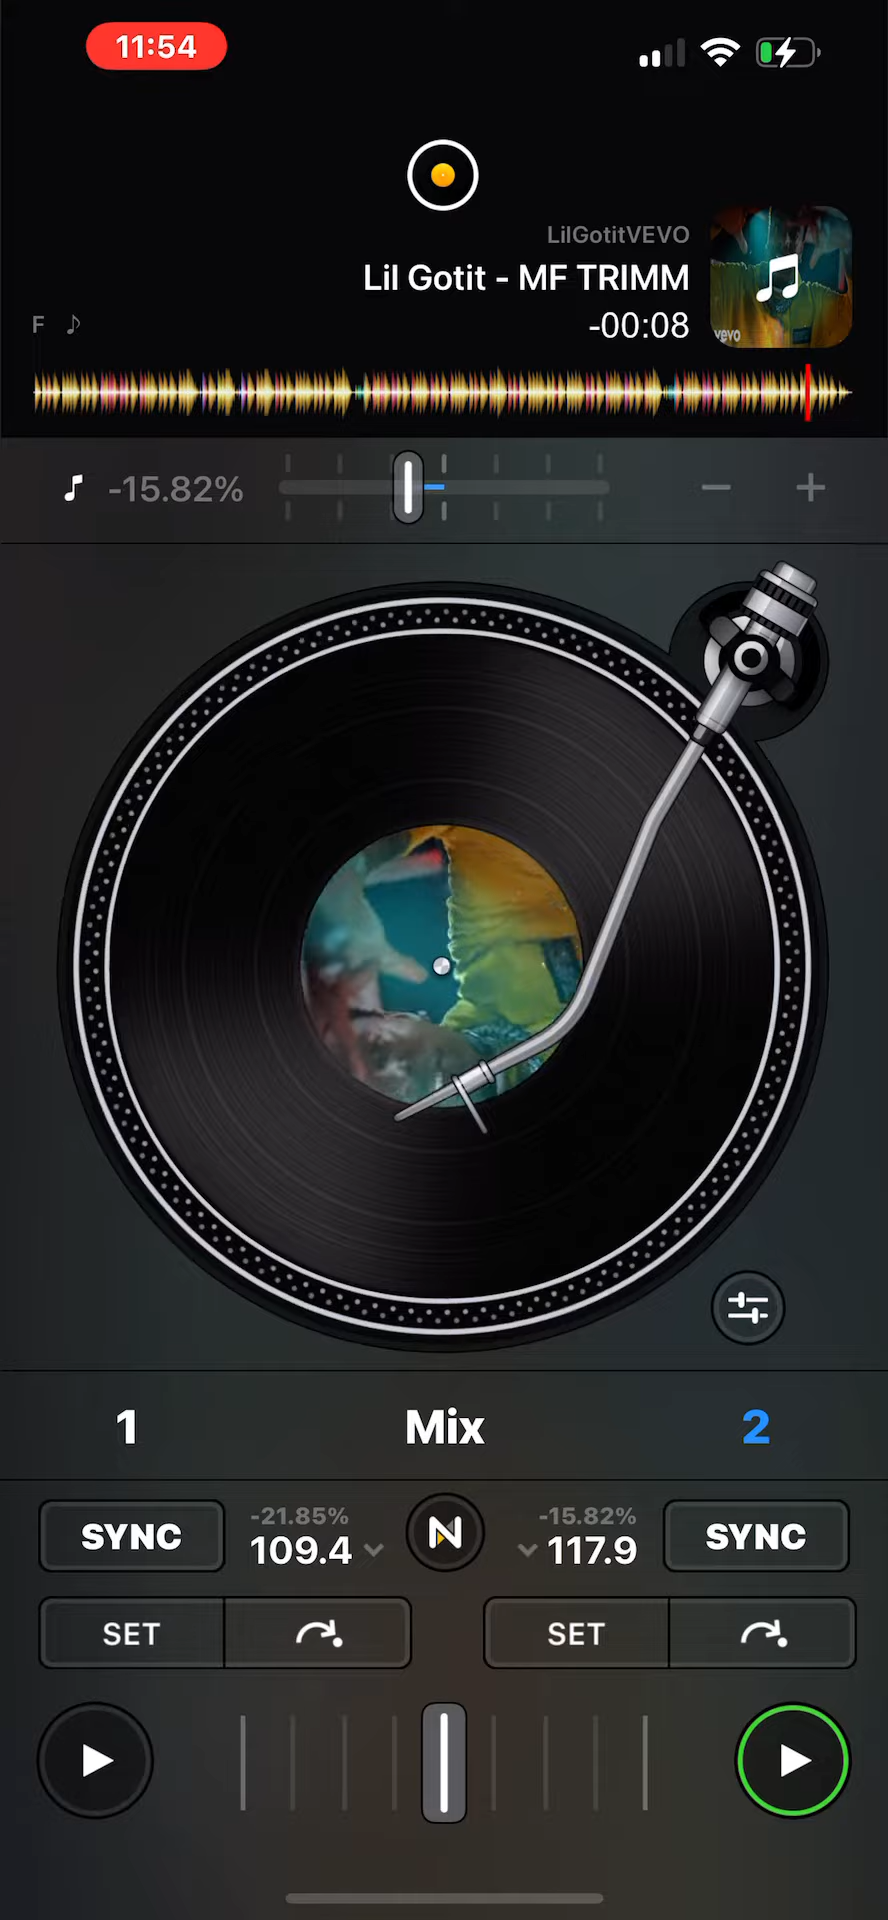 11:54
LilGotitVEVO
Lil Gotit - MF TRIMM
F
-00:08
vevo
-15.82%
1 Mix 2
-21.85% -15.82%
SYNC 109.4 N 117.9 SYNC
SET SET